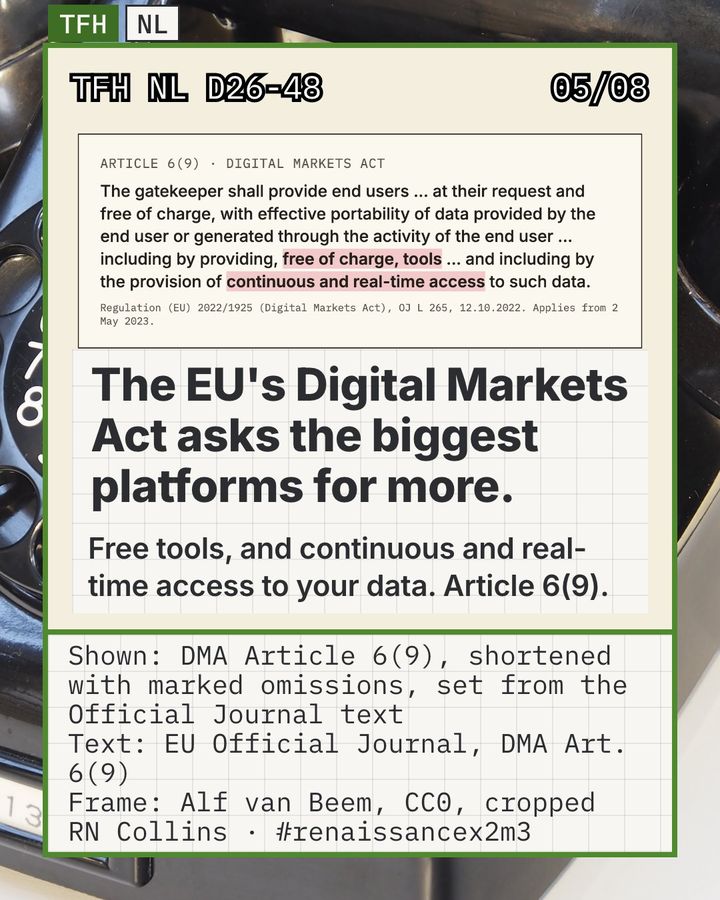 TFH NL
TFH NL D26-48 05/08
ARTICLE 6(9) · DIGITAL MARKETS ACT
The gatekeeper shall provide end users ... at their request and
free of charge, with effective portability of data provided by the
end user or generated through the activity of the end user ...
including by providing, free of charge, tools ... and including by
the provision of continuous and real-time access to such data.
Regulation (EU) 2022/1925 (Digital Markets Act), OJ L 265, 12.10.2022. Applies from 2
May 2023.
The EU's Digital Markets
Act asks the biggest
platforms for more.
Free tools, and continuous and real-
time access to your data. Article 6(9).
Shown: DMA Article 6(9), shortened
with marked omissions, set from the
Official Journal text
Text: EU Official Journal, DMA Art.
6(9)
Frame: Alf van Beem, CC0, cropped
RN Collins · #renaissancex2m3
7
8
13